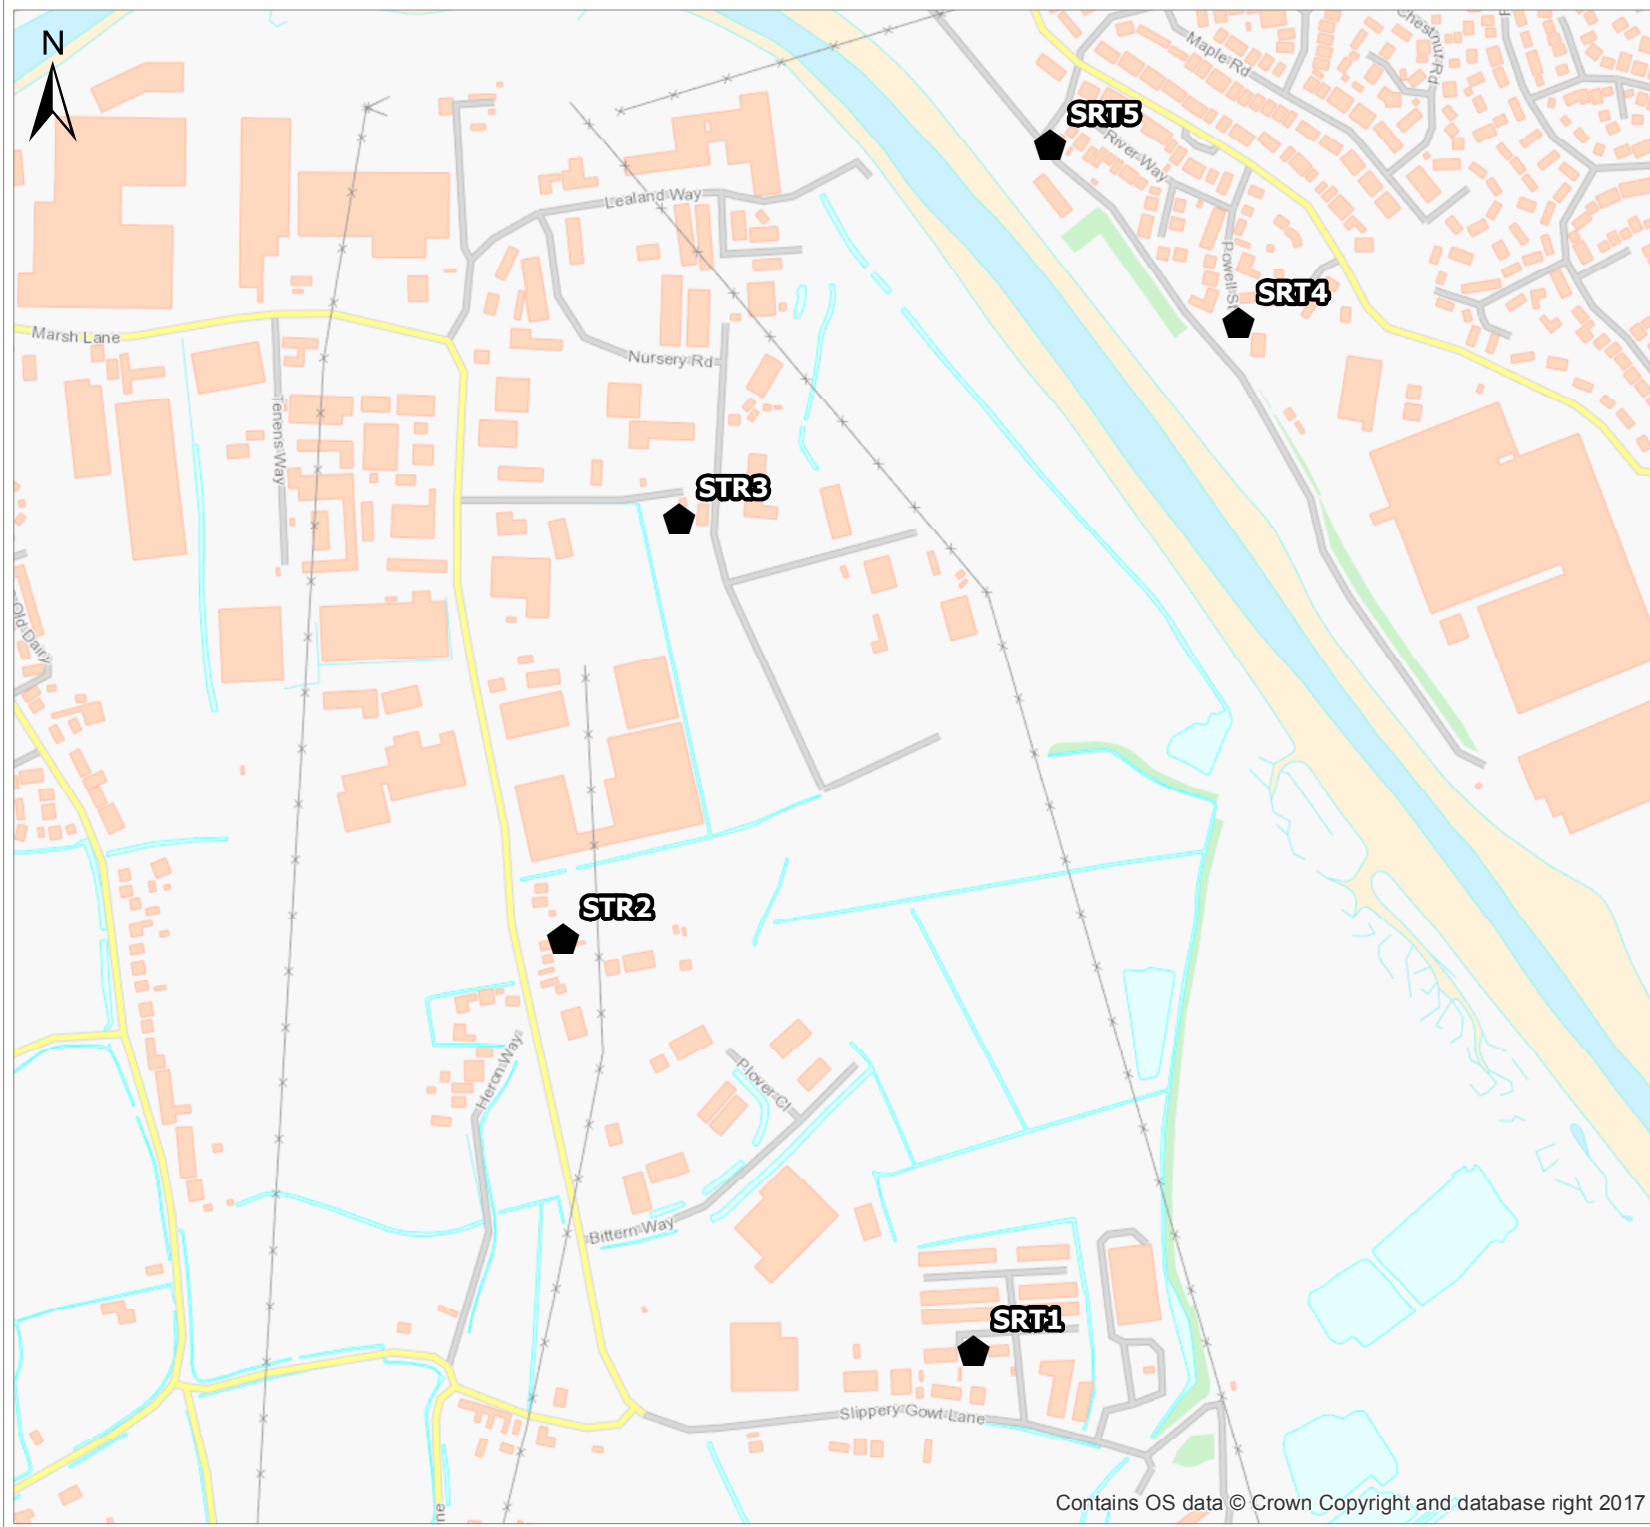 N
Chestnut Rd
Maple Rd
SRT5
River Way
Lealand Way
Powell St
SRT4
Marsh Lane
Nursery Rd
Tenens Way
STR3
Old Dairy
STR2
Heron Way
Plover Cl
Bittern Way
SRT1
Slippery Gowt Lane
ne
Contains OS data © Crown Copyright and database right 2017